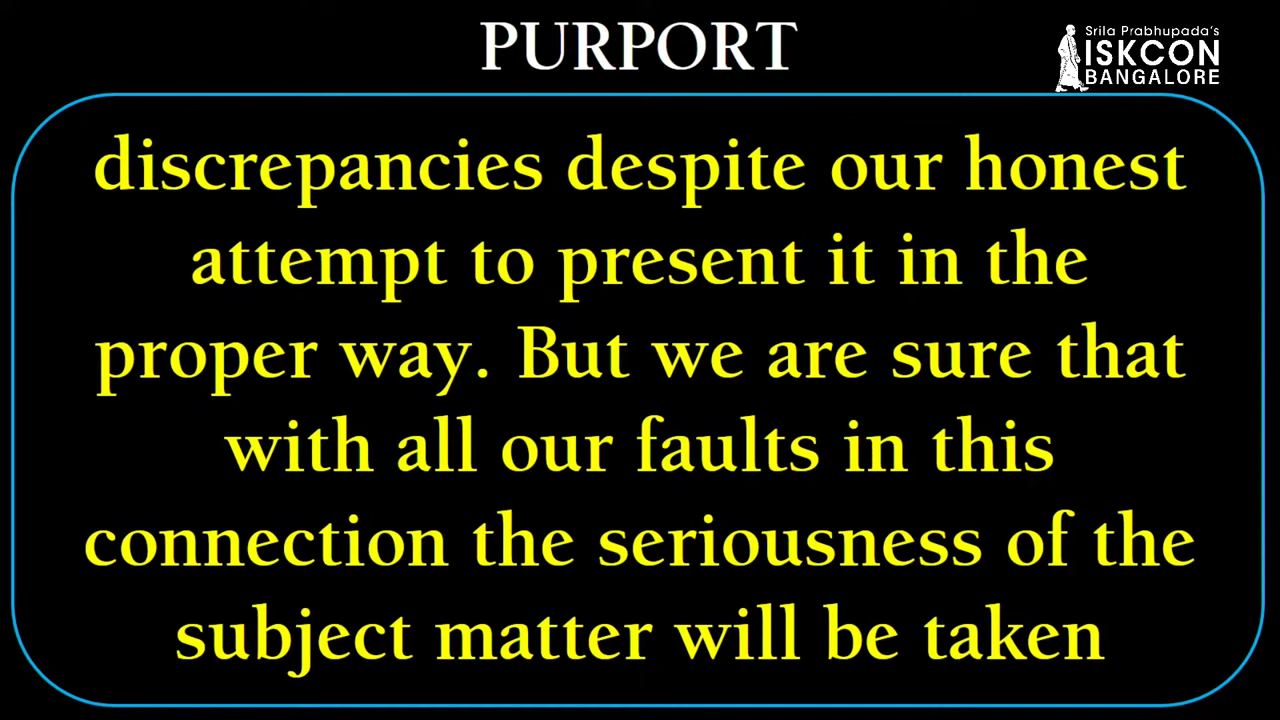 PURPORT
Srila Prabhupada's
ISKCON
BANGALORE
discrepancies despite our honest
attempt to present it in the
proper way. But we are sure that
with all our faults in this
connection the seriousness of the
subject matter will be taken